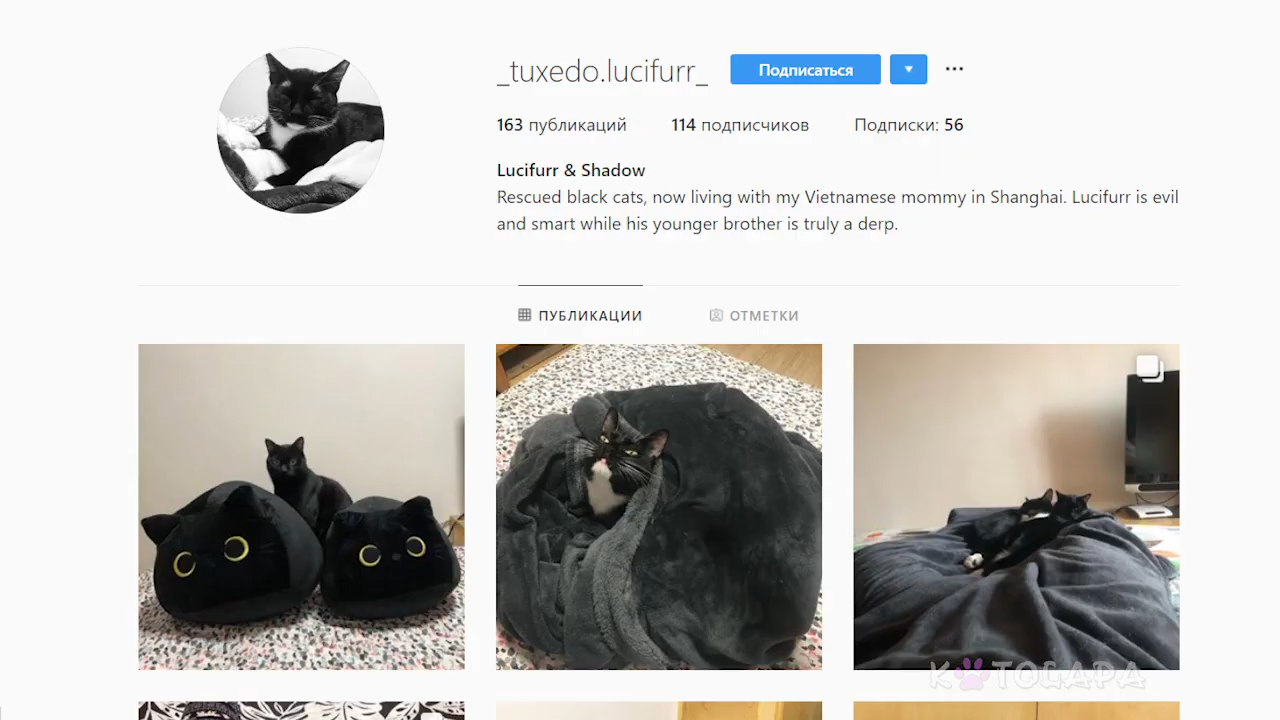 _tuxedo.lucifurr_ Подписаться
163 публикаций 114 подписчиков Подписки: 56
Lucifurr & Shadow
Rescued black cats, now living with my Vietnamese mommy in Shanghai. Lucifurr is evil
and smart while his younger brother is truly a derp.
ПУБЛИКАЦИИ ОТМЕТКИ